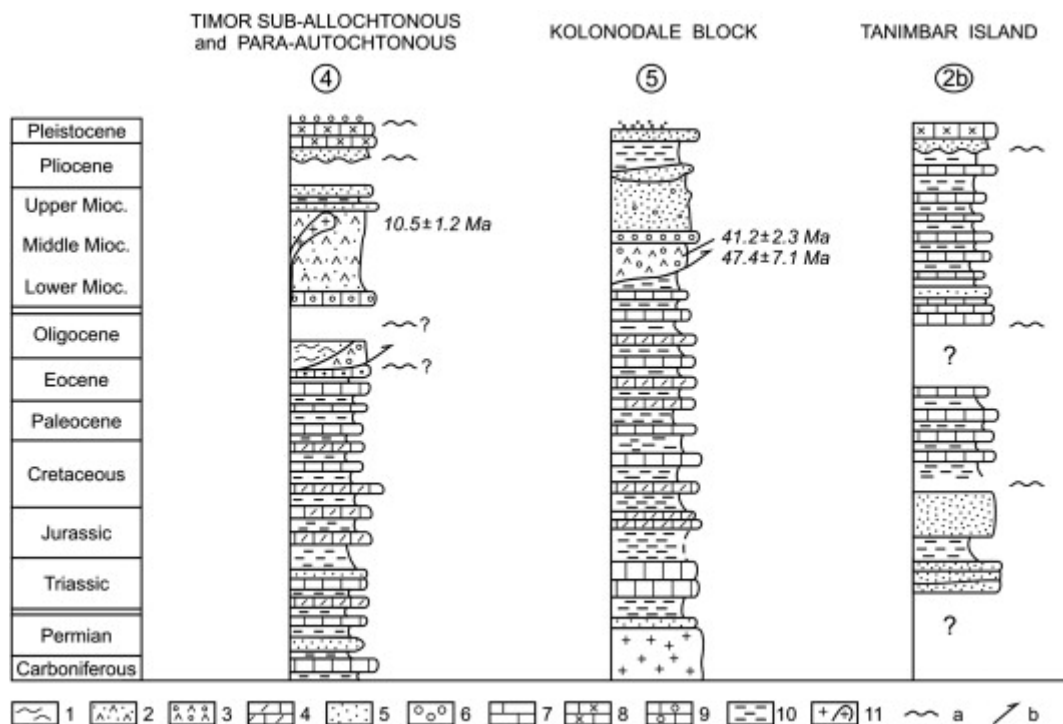 TIMOR SUB-ALLOCHTONOUS
and PARA-AUTOCHTONOUS
KOLONODALE BLOCK
TANIMBAR ISLAND
4
5
2b
Pleistocene
Pliocene
Upper Mioc.
Middle Mioc.
Lower Mioc.
Oligocene
Eocene
Paleocene
Cretaceous
Jurassic
Triassic
Permian
Carboniferous
10.5±1.2 Ma
?
?
41.2±2.3 Ma
47.4±7.1 Ma
?
?
1 2 3 4 5 6 7 8 9 10 11 a b